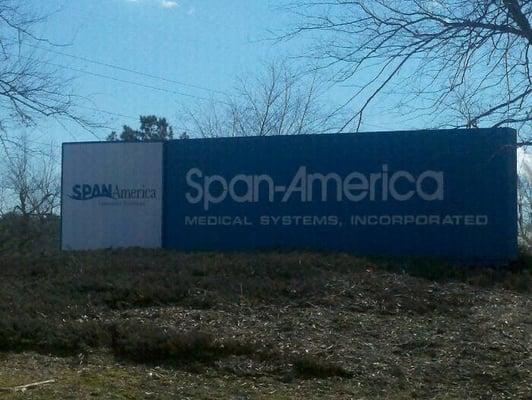 SPANAmerica
Span-America
MEDICAL SYSTEMS, INCORPORATED